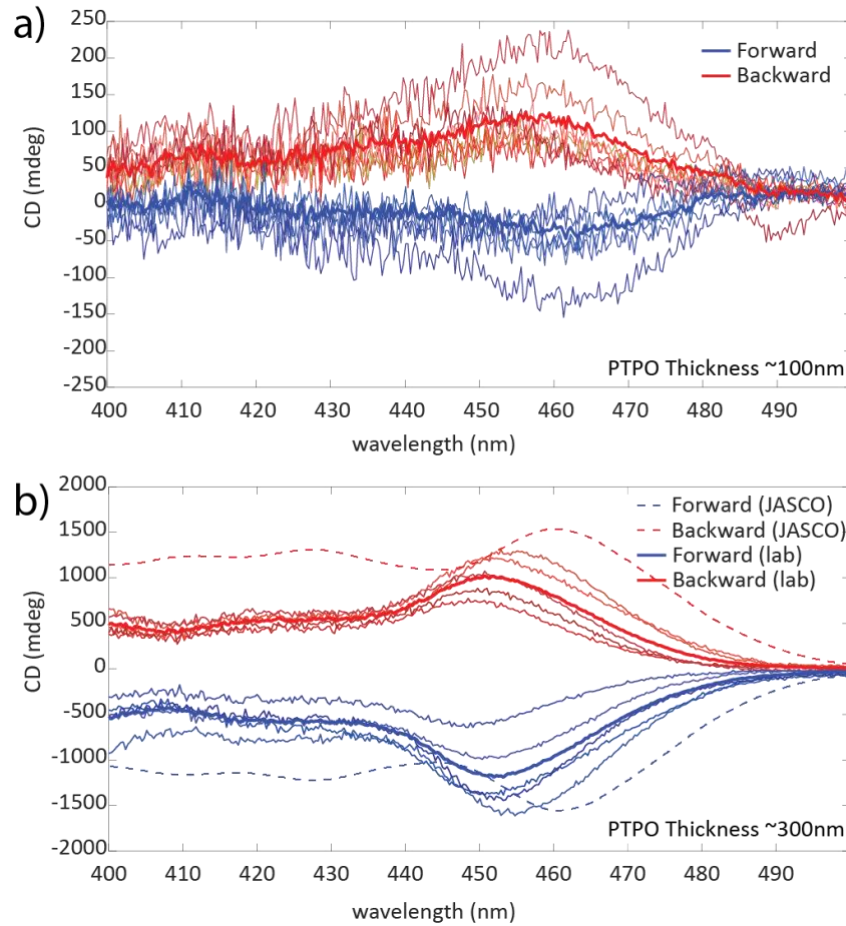 a)
250
200
150
100
50
0
-50
-100
-150
-200
-250
CD (mdeg)
Forward
Backward
PTPO Thickness ~100nm
400 410 420 430 440 450 460 470 480 490
wavelength (nm)
b)
2000
1500
1000
500
0
-500
-1000
-1500
-2000
CD (mdeg)
Forward (JASCO)
Backward (JASCO)
Forward (lab)
Backward (lab)
PTPO Thickness ~300nm
400 410 420 430 440 450 460 470 480 490
wavelength (nm)